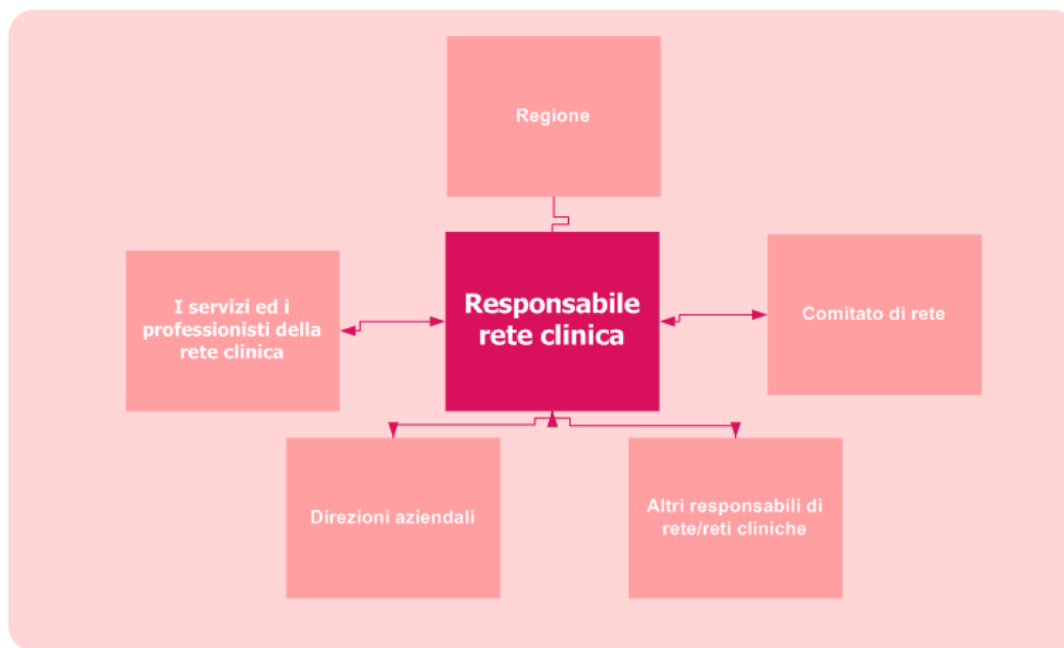 Regione
I servizi ed i
professionisti della
rete clinica
Responsabile
rete clinica
Comitato di rete
Direzioni aziendali
Altri responsabili di
rete/reti cliniche